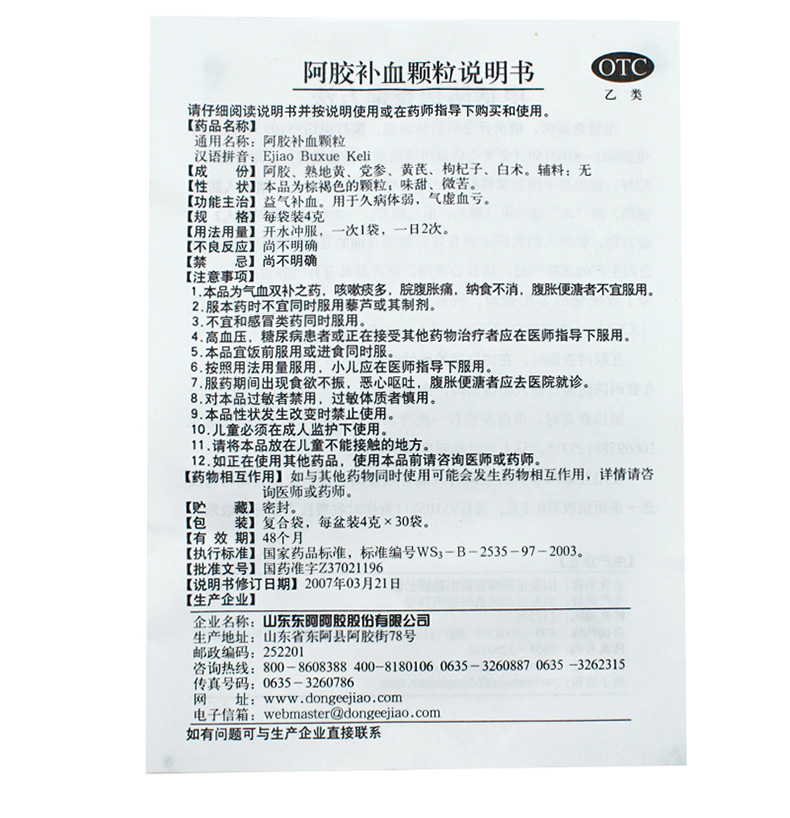 阿胶补血颗粒说明书
OTC
乙类
请仔细阅读说明书并按说明使用或在药师指导下购买和使用。
【药品名称】
通用名称：阿胶补血颗粒
汉语拼音：Ejiao Buxue Keli
【成 份】阿胶、熟地黄、党参、黄芪、枸杞子、白术。辅料：无
【性 状】本品为棕褐色的颗粒；味甜、微苦。
【功能主治】益气补血。用于久病体弱，气虚血亏。
【规 格】每袋装4克
【用法用量】开水冲服，一次1袋，一日2次。
【不良反应】尚不明确
【禁 忌】尚不明确
【注意事项】
1.本品为气血双补之药，咳嗽痰多，脘腹胀痛，纳食不消，腹胀便溏者不宜服用。
2.服本药时不宜同时服用藜芦或其制剂。
3.不宜和感冒类药同时服用。
4.高血压，糖尿病患者或正在接受其他药物治疗者应在医师指导下服用。
5.本品宜饭前服用或进食同时服。
6.按照用法用量服用，小儿应在医师指导下服用。
7.服药期间出现食欲不振，恶心呕吐，腹胀便溏者应去医院就诊。
8.对本品过敏者禁用，过敏体质者慎用。
9.本品性状发生改变时禁止使用。
10.儿童必须在成人监护下使用。
11.请将本品放在儿童不能接触的地方。
12.如正在使用其他药品，使用本品前请咨询医师或药师。
【药物相互作用】如与其他药物同时使用可能会发生药物相互作用，详情请咨
询医师或药师。
【贮 藏】密封。
【包 装】复合袋，每盆装4克×30袋。
【有 效 期】48个月
【执行标准】国家药品标准，标准编号WS3－B－2535－97－2003。
【批准文号】国药准字Z37021196
【说明书修订日期】2007年03月21日
【生产企业】
企业名称：山东东阿阿胶股份有限公司
生产地址：山东省东阿县阿胶街78号
邮政编码：252201
咨询热线：800－8608388 400-8180106 0635-3260887 0635 -3262315
传真号码：0635-3260786
网 址：www.dongeejiao.com
电子信箱：webmaster@dongeejiao.com
如有问题可与生产企业直接联系